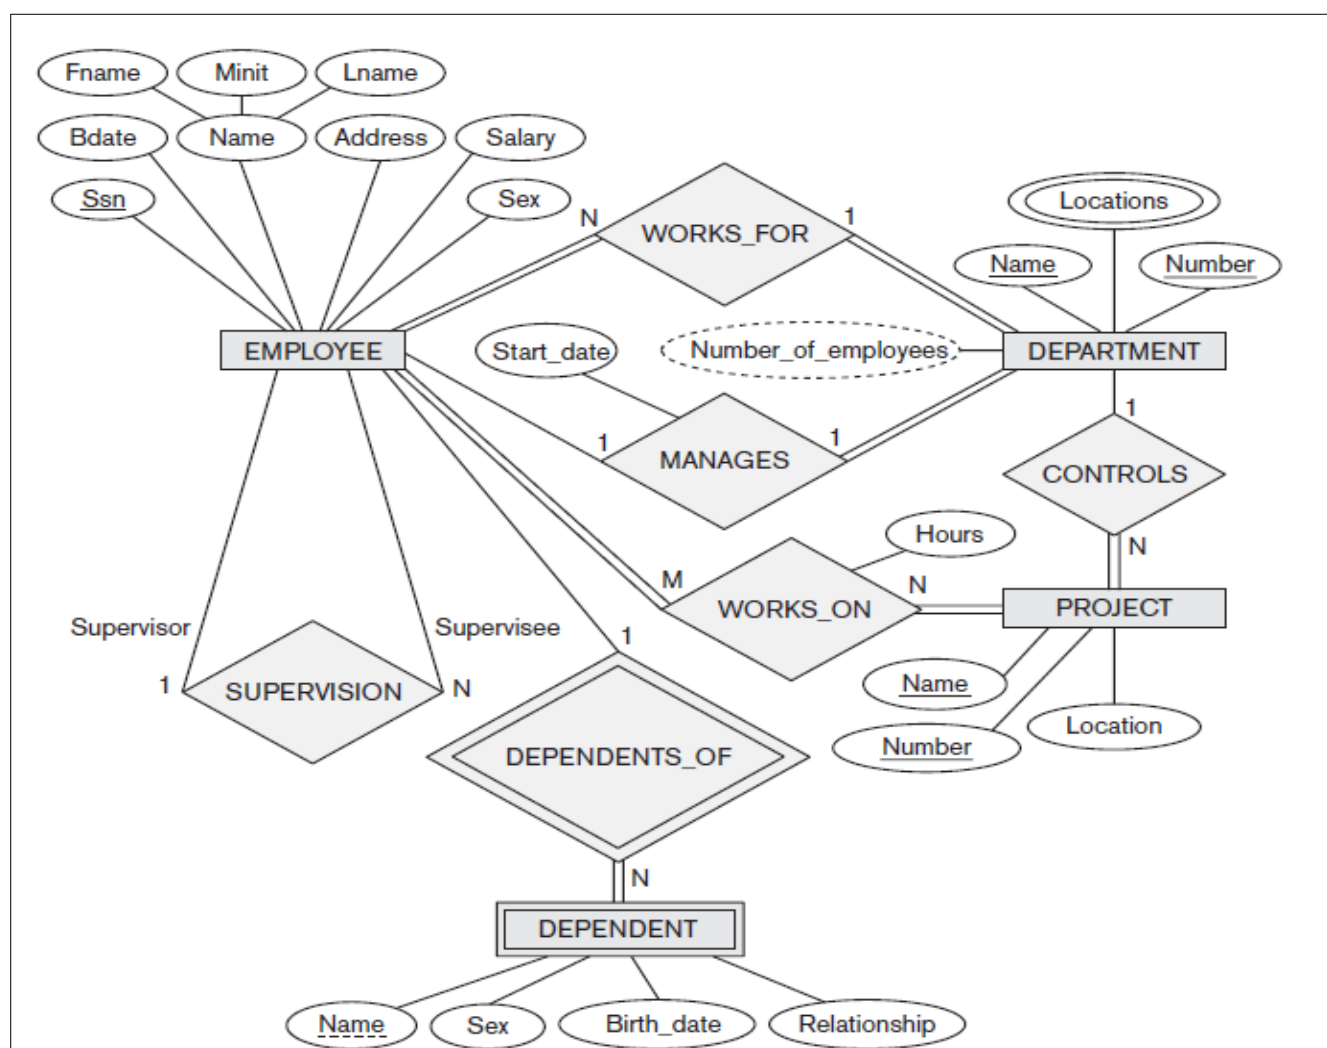 Fname
Minit
Lname
Bdate
Name
Address
Salary
Ssn
Sex
N
WORKS_FOR
1
Locations
Name
Number
EMPLOYEE
Start_date
Number_of_employees
DEPARTMENT
1
MANAGES
1
1
CONTROLS
N
Hours
M
WORKS_ON
N
PROJECT
Supervisor
Supervisee
1
1
SUPERVISION
N
Name
Number
Location
DEPENDENTS_OF
N
DEPENDENT
Name
Sex
Birth_date
Relationship